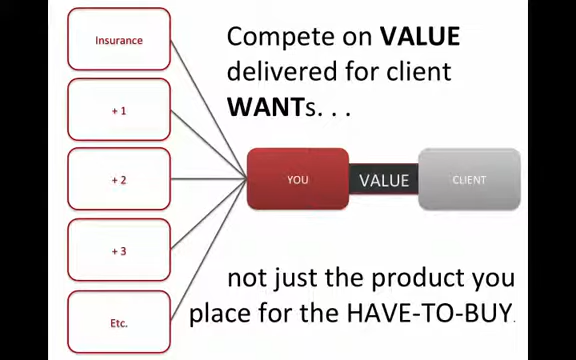 Insurance
+ 1
+ 2
+ 3
Etc.
Compete on VALUE
delivered for client
WANTs. . .
YOU
VALUE
CLIENT
not just the product you
place for the HAVE-TO-BUY.